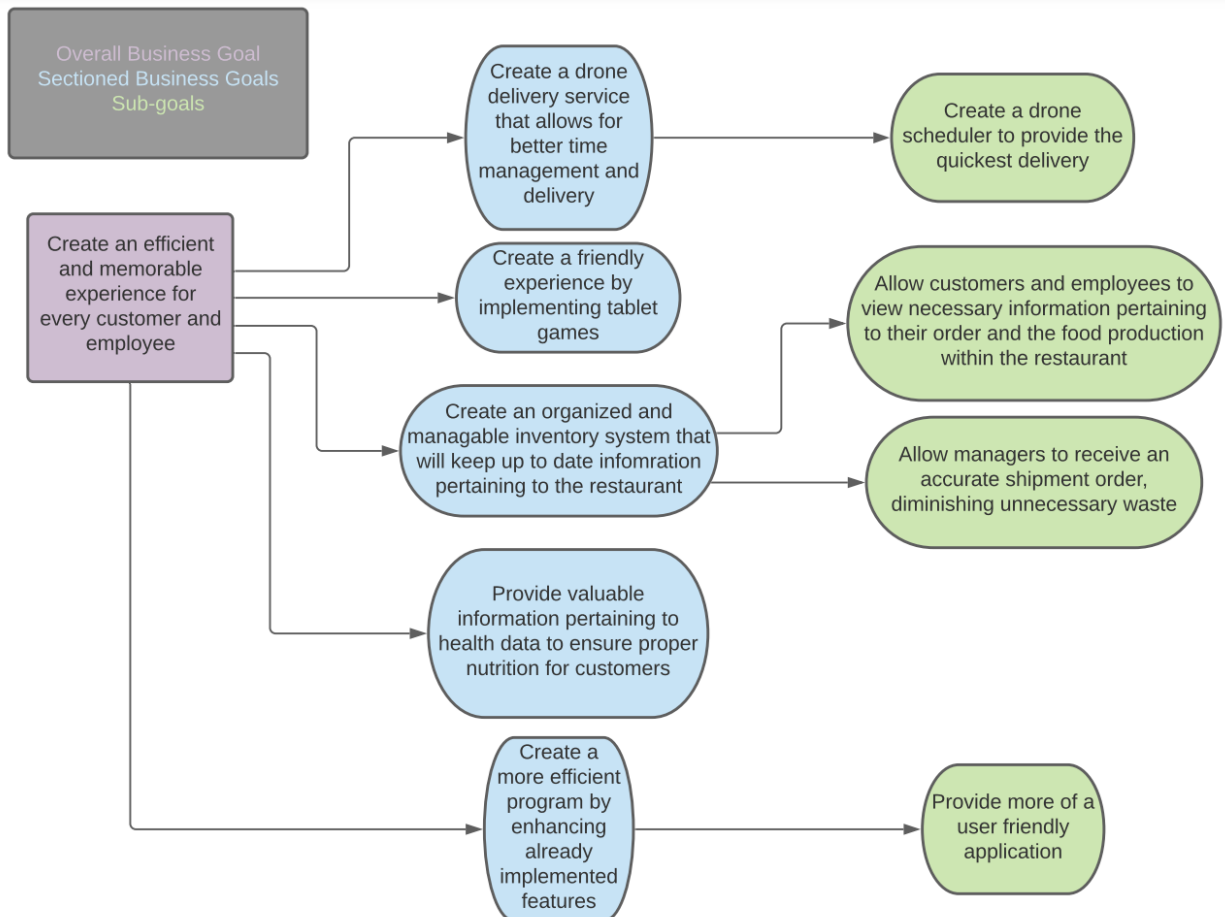 Overall Business Goal
Sectioned Business Goals
Sub-goals
Create an efficient
and memorable
experience for
every customer and
employee
Create a drone
delivery service
that allows for
better time
management and
delivery
Create a drone
scheduler to provide the
quickest delivery
Create a friendly
experience by
implementing tablet
games
Create an organized and
managable inventory system that
will keep up to date infomration
pertaining to the restaurant
Allow customers and employees to
view necessary information pertaining
to their order and the food production
within the restaurant
Allow managers to receive an
accurate shipment order,
diminishing unnecessary waste
Provide valuable
information pertaining to
health data to ensure proper
nutrition for customers
Create a
more efficient
program by
enhancing
already
implemented
features
Provide more of a
user friendly
application